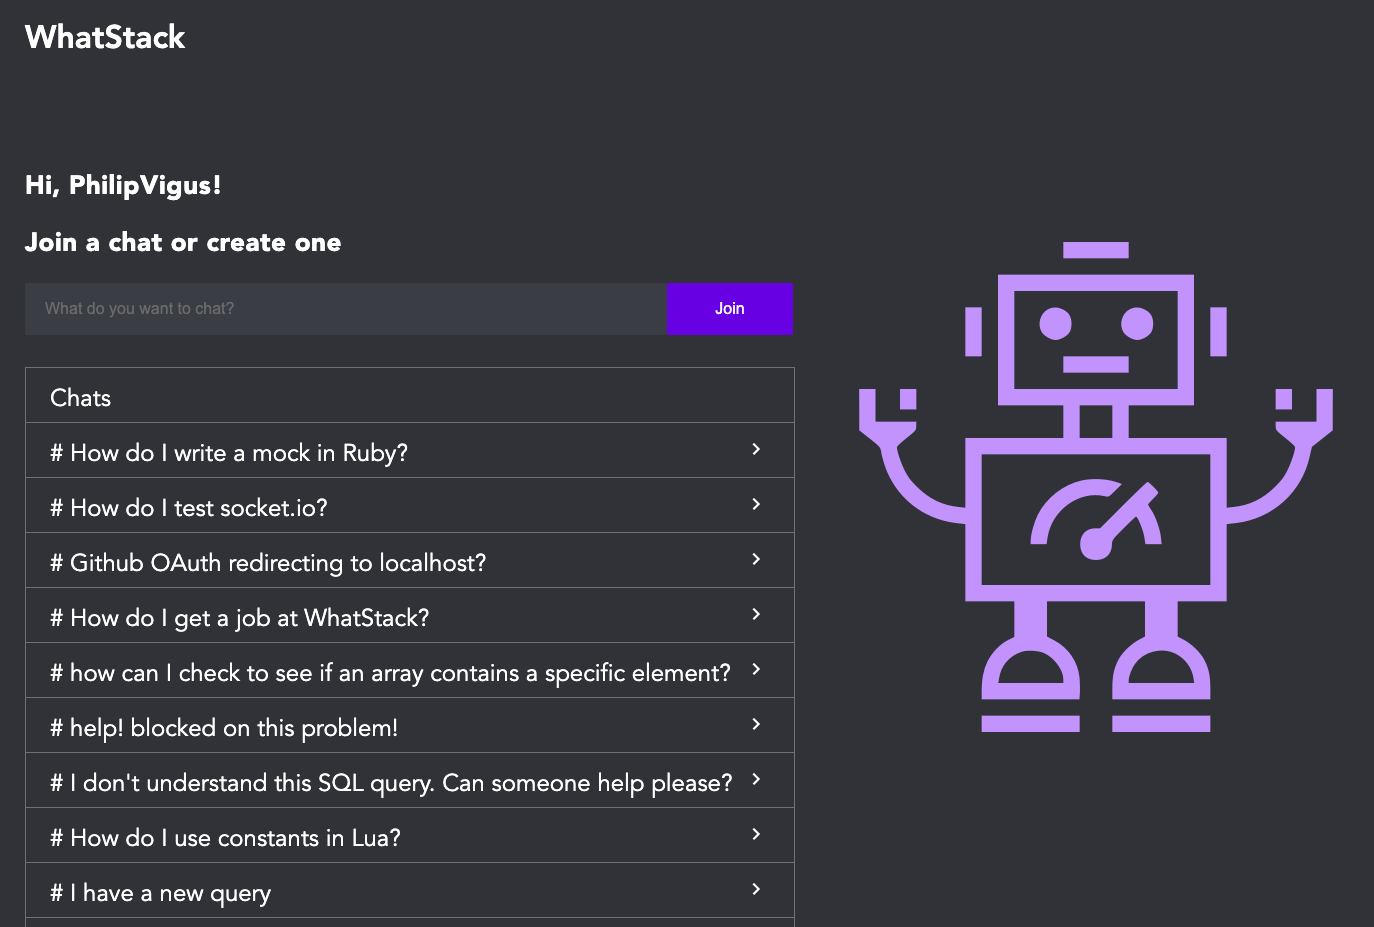 WhatStack
Hi, PhilipVigus!
Join a chat or create one
What do you want to chat?
Join
Chats
# How do I write a mock in Ruby?
# How do I test socket.io?
# Github OAuth redirecting to localhost?
# How do I get a job at WhatStack?
# how can I check to see if an array contains a specific element?
# help! blocked on this problem!
# I don't understand this SQL query. Can someone help please?
# How do I use constants in Lua?
# I have a new query